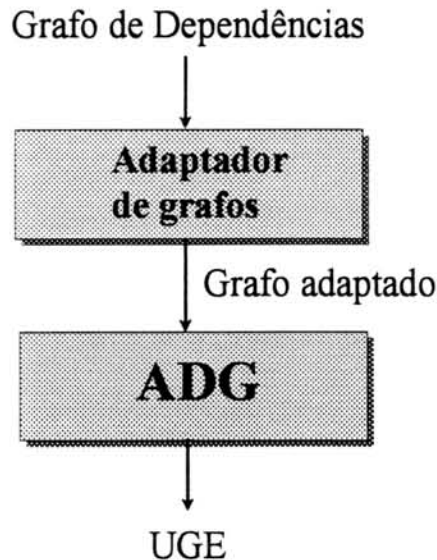 Grafo de Dependências
Adaptador
de grafos
Grafo adaptado
ADG
UGE